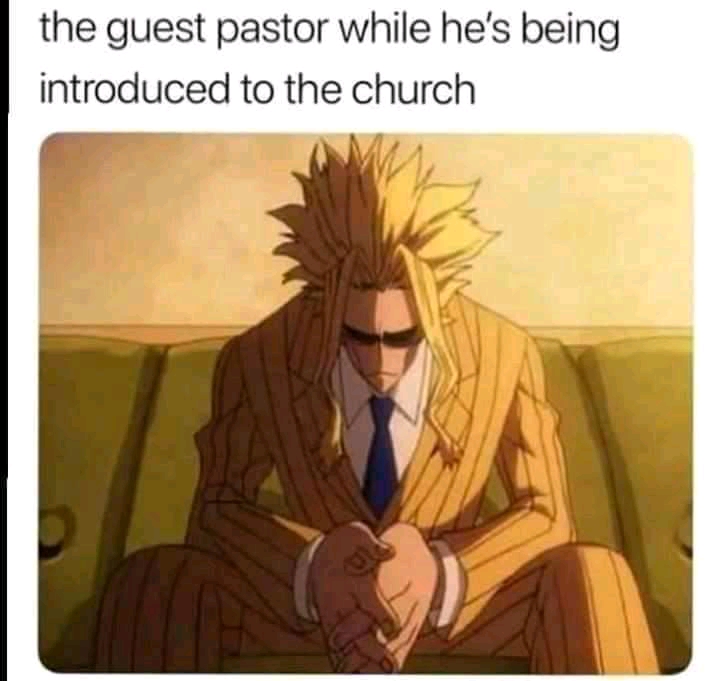 the guest pastor while he's being
introduced to the church